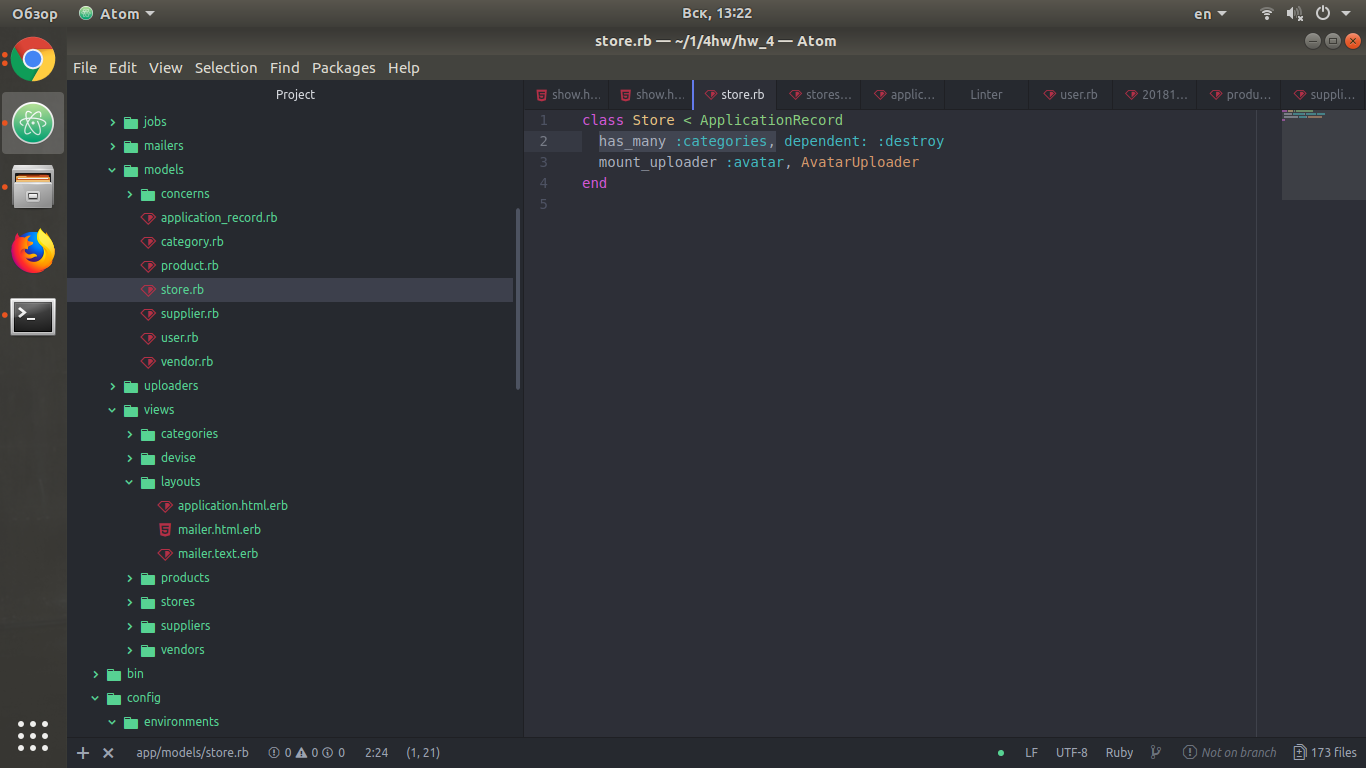 Обзор
Atom
Вск, 13:22
en
store.rb — ~/1/4hw/hw_4 — Atom
File Edit View Selection Find Packages Help
Project
show.h… show.h… store.rb stores… applic… Linter user.rb 20181… produ… suppli…
jobs
mailers
models
concerns
application_record.rb
category.rb
product.rb
store.rb
supplier.rb
user.rb
vendor.rb
uploaders
views
categories
devise
layouts
application.html.erb
mailer.html.erb
mailer.text.erb
products
stores
suppliers
vendors
bin
config
environments
1 class Store < ApplicationRecord
2 has_many :categories, dependent: :destroy
3 mount_uploader :avatar, AvatarUploader
4 end
5
app/models/store.rb 0 0 0 2:24 (1, 21)
LF UTF-8 Ruby Not on branch 173 files